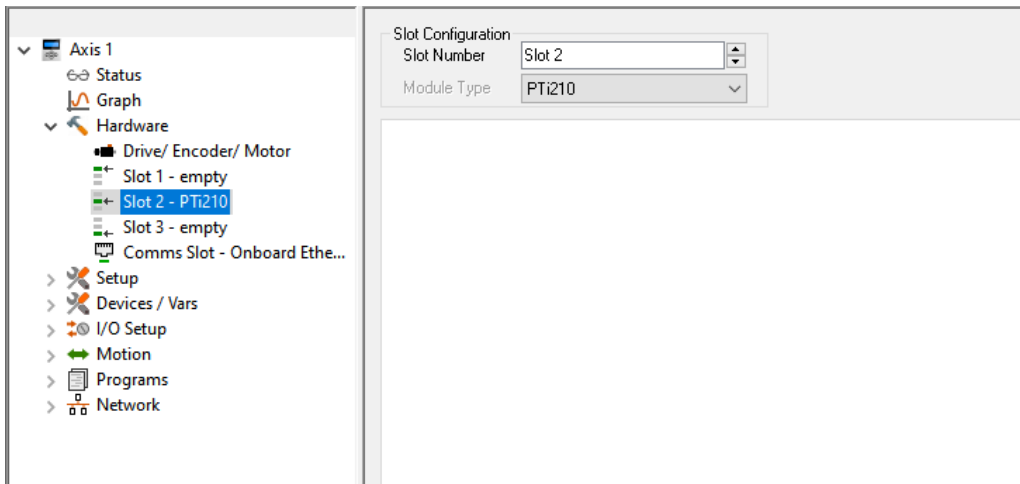 Axis 1
Status
Graph
Hardware
Drive/ Encoder/ Motor
Slot 1 - empty
Slot 2 - PTi210
Slot 3 - empty
Comms Slot - Onboard Ethe...
Setup
Devices / Vars
I/O Setup
Motion
Programs
Network
Slot Configuration
Slot Number Slot 2
Module Type PTi210